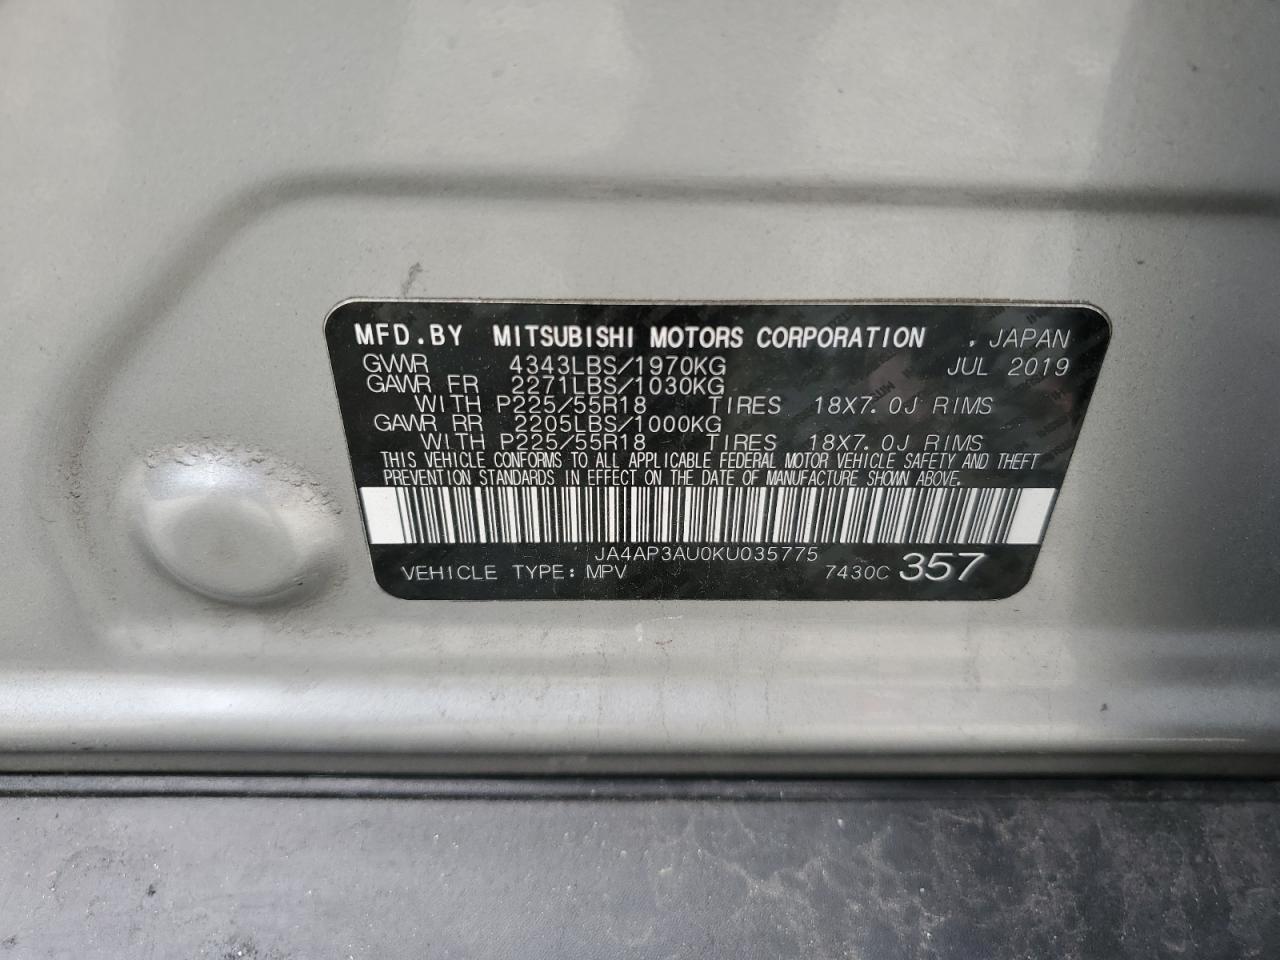 MFD.BY MITSUBISHI MOTORS CORPORATION , JAPAN
GVWR 4343LBS/1970KG JUL 2019
GAWR FR 2271LBS/1030KG
WITH P225/55R18 TIRES 18X7.0J RIMS
GAWR RR 2205LBS/1000KG
WITH P225/55R18 TIRES 18X7.0J RIMS
THIS VEHICLE CONFORMS TO ALL APPLICABLE FEDERAL MOTOR VEHICLE SAFETY AND THEFT
PREVENTION STANDARDS IN EFFECT ON THE DATE OF MANUFACTURE SHOWN ABOVE.
JA4AP3AU0KU035775
VEHICLE TYPE: MPV 7430C 357